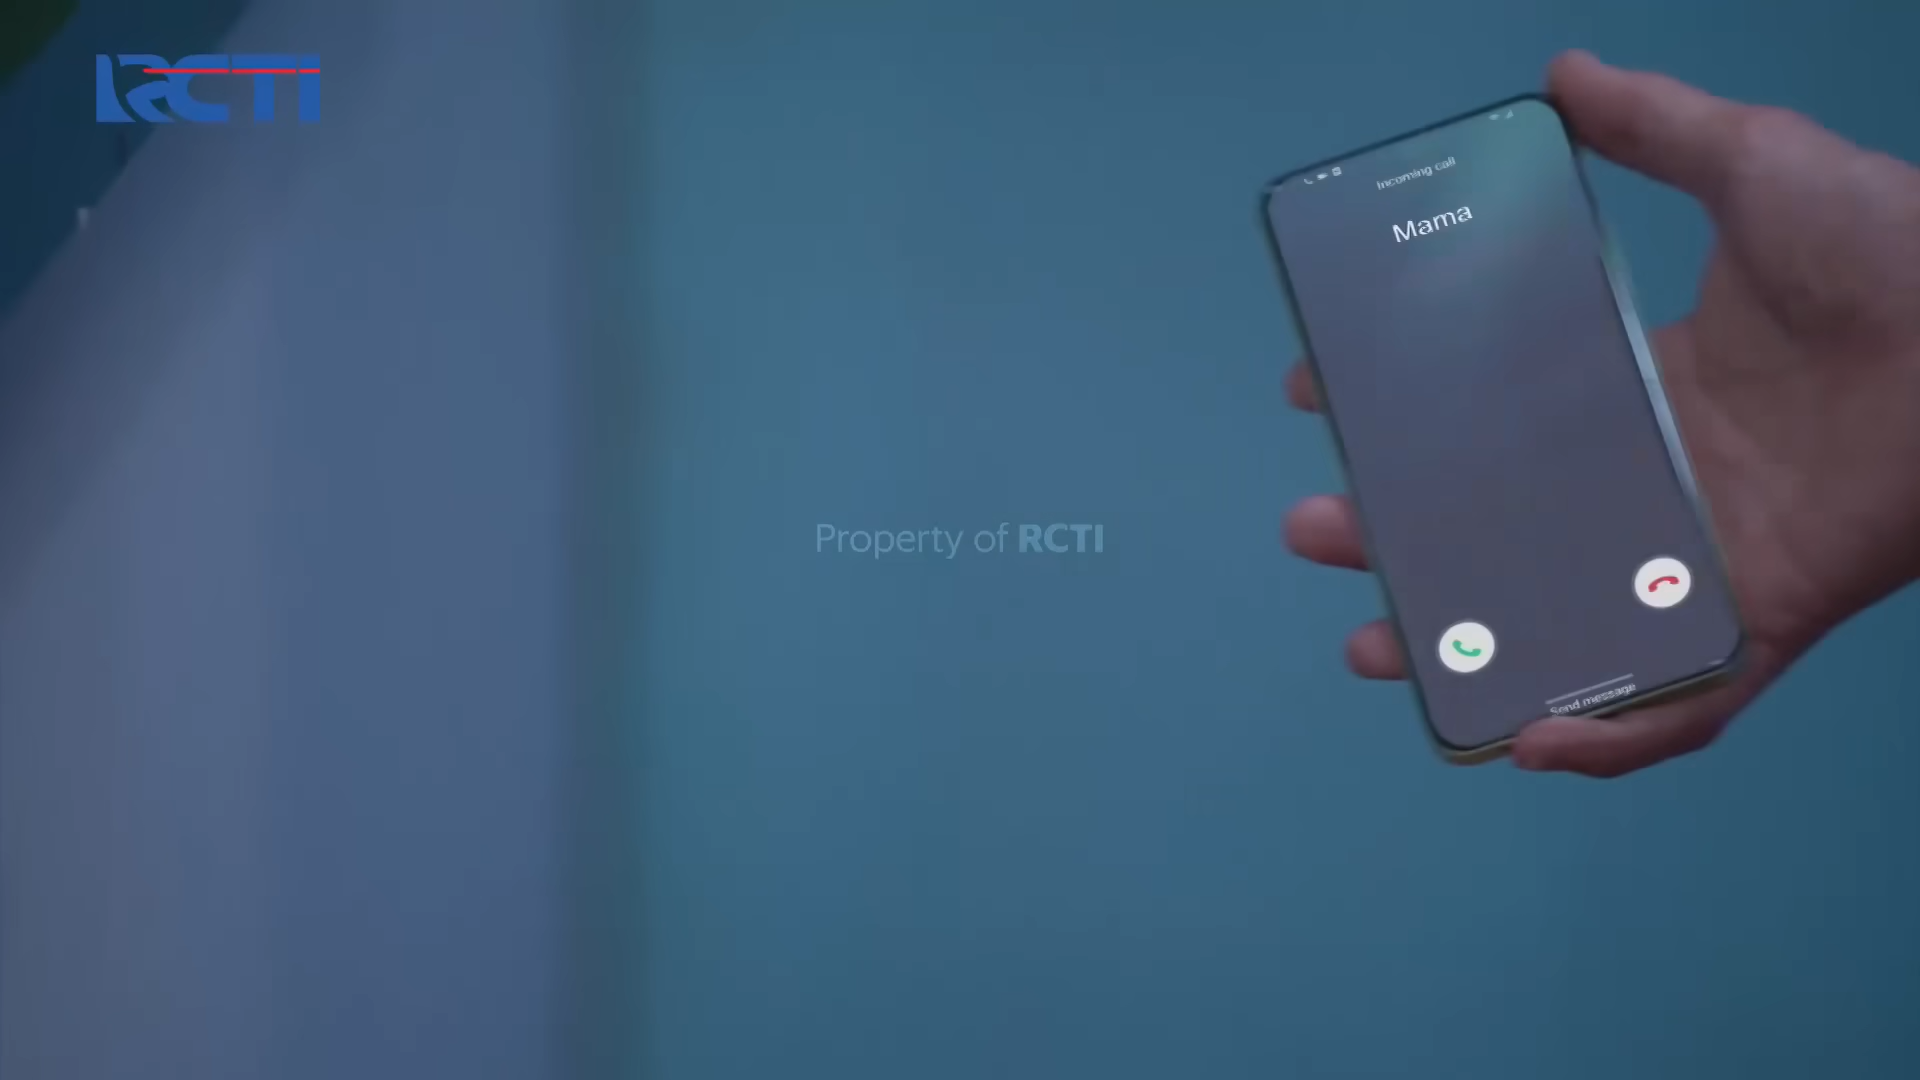 RCTI
Incoming call
Mama
Property of RCTI
Send message